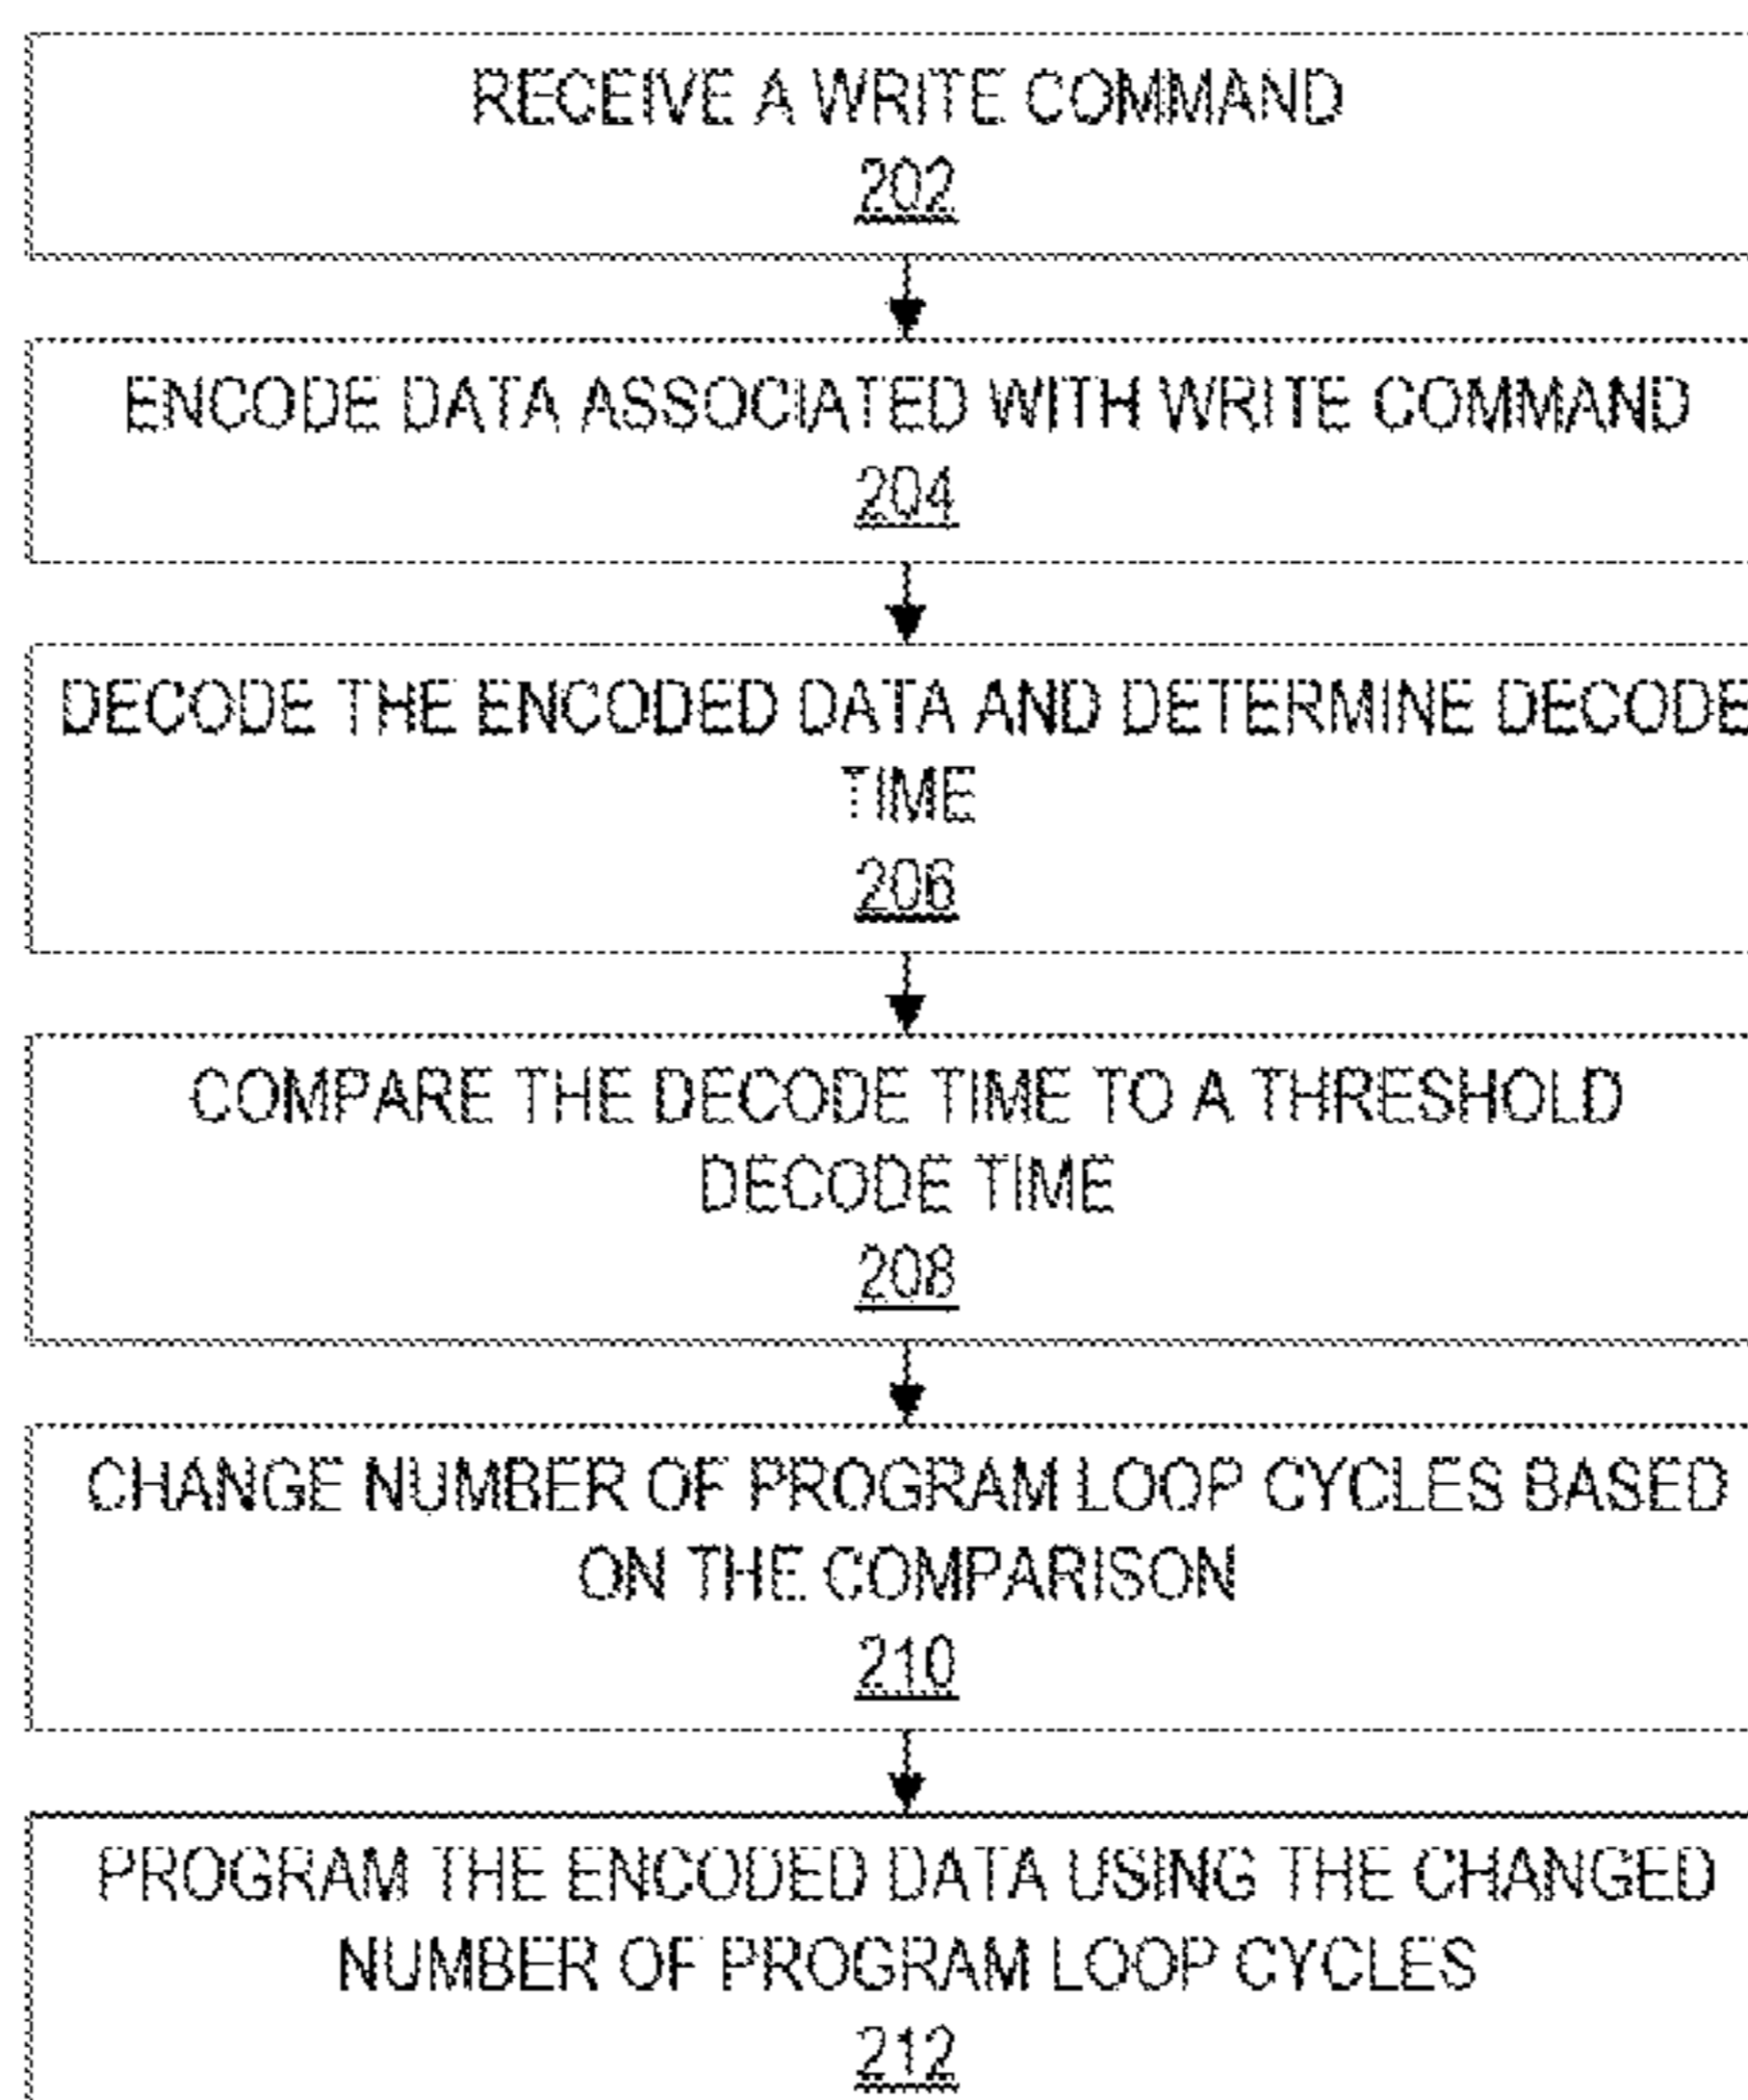 RECEIVE A WRITE COMMAND
202
ENCODE DATA ASSOCIATED WITH WRITE COMMAND
204
DECODE THE ENCODED DATA AND DETERMINE DECODE
TIME
206
COMPARE THE DECODE TIME TO A THRESHOLD
DECODE TIME
208
CHANGE NUMBER OF PROGRAM LOOP CYCLES BASED
ON THE COMPARISON
210
PROGRAM THE ENCODED DATA USING THE CHANGED
NUMBER OF PROGRAM LOOP CYCLES
212